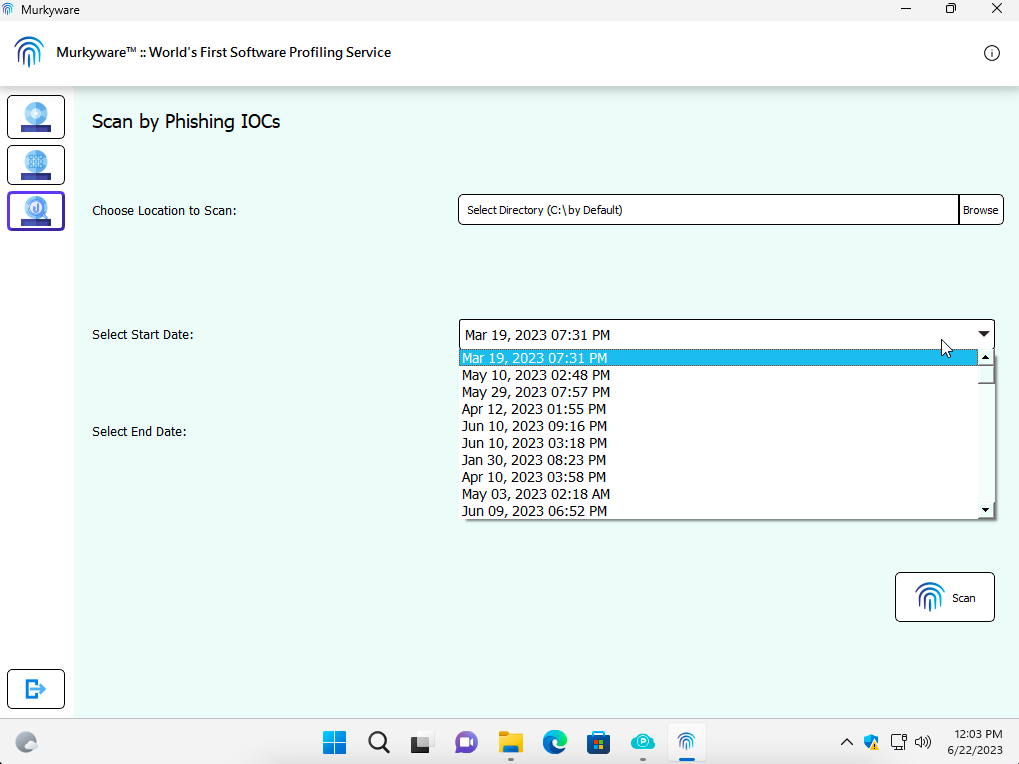 Murkyware
Murkyware™ :: World's First Software Profiling Service
Scan by Phishing IOCs
Choose Location to Scan:
Select Directory (C:\ by Default)
Browse
Select Start Date:
Mar 19, 2023 07:31 PM
Mar 19, 2023 07:31 PM
May 10, 2023 02:48 PM
May 29, 2023 07:57 PM
Apr 12, 2023 01:55 PM
Jun 10, 2023 09:16 PM
Select End Date:
Jun 10, 2023 03:18 PM
Jan 30, 2023 08:23 PM
Apr 10, 2023 03:58 PM
May 03, 2023 02:18 AM
Jun 09, 2023 06:52 PM
Scan
12:03 PM
6/22/2023